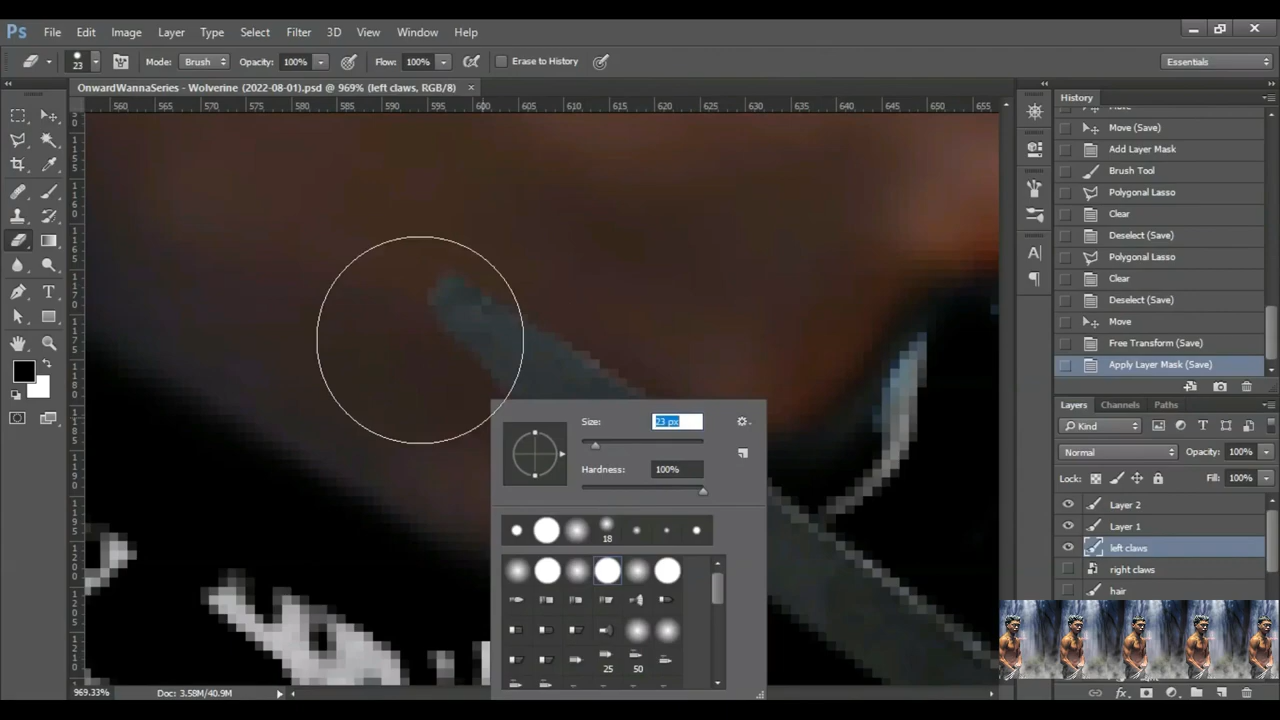 Ps File Edit Image Layer Type Select Filter 3D View Window Help
23 Mode: Brush Opacity: 100% Flow: 100% Erase to History Essentials
OnwardWannaSeries - Wolverine (2022-08-01).psd @ 969% (left claws, RGB/8) ×
560 565 570 575 580 585 590 595 600 605 610 615 620 625 630 635 640 645 650 655
History
Move
Move (Save)
Add Layer Mask
Brush Tool
Polygonal Lasso
Clear
Deselect (Save)
Polygonal Lasso
Clear
Deselect (Save)
Move
Free Transform (Save)
Apply Layer Mask (Save)
Size: 23 px
Hardness: 100%
18
25 50
Layers Channels Paths
Kind
Normal Opacity: 100%
Lock: Fill: 100%
Layer 2
Layer 1
left claws
right claws
hair
969.33% Doc: 3.58M/40.9M